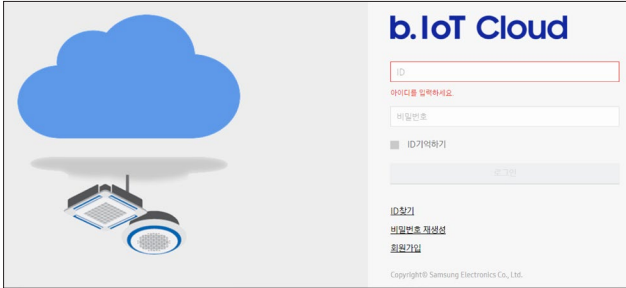 b.IoT Cloud
ID
아이디를 입력하세요.
비밀번호
ID기억하기
로그인
ID찾기
비밀번호 재생성
회원가입
Copyright© Samsung Electronics Co., Ltd.